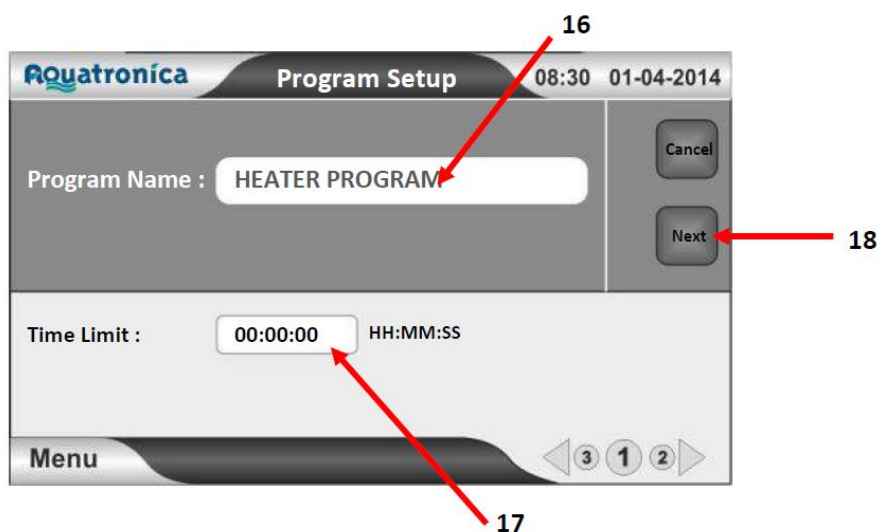 16
Aquatronica Program Setup 08:30 01-04-2014
Cancel
Program Name : HEATER PROGRAM
Next
18
Time Limit : 00:00:00 HH:MM:SS
Menu 3 1 2
17